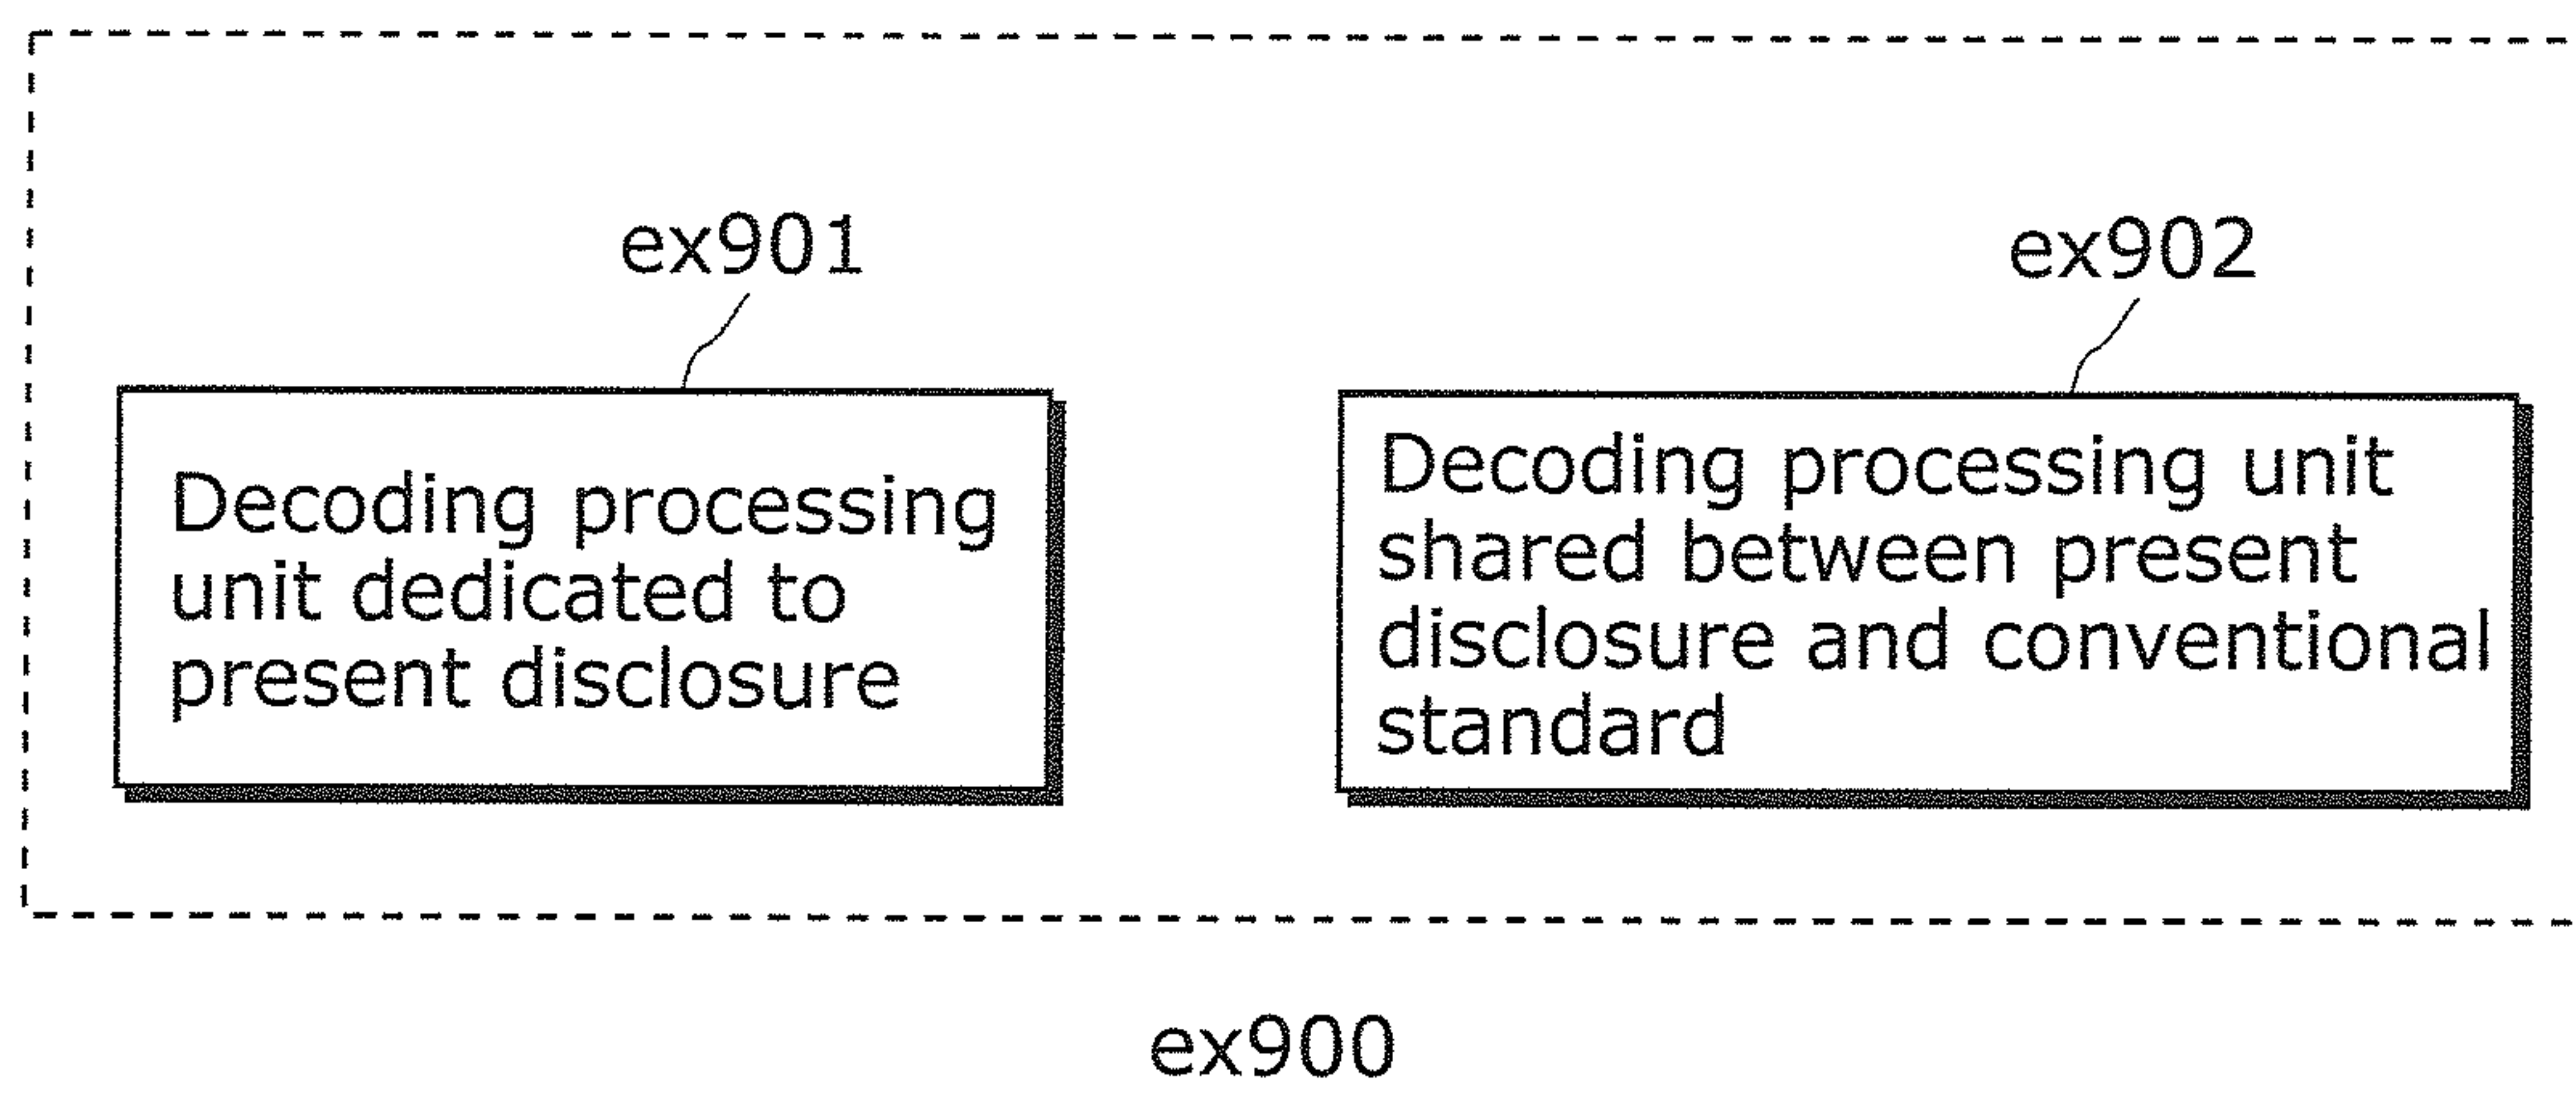 ex901
ex902
Decoding processing
unit dedicated to
present disclosure
Decoding processing unit
shared between present
disclosure and conventional
standard
ex900